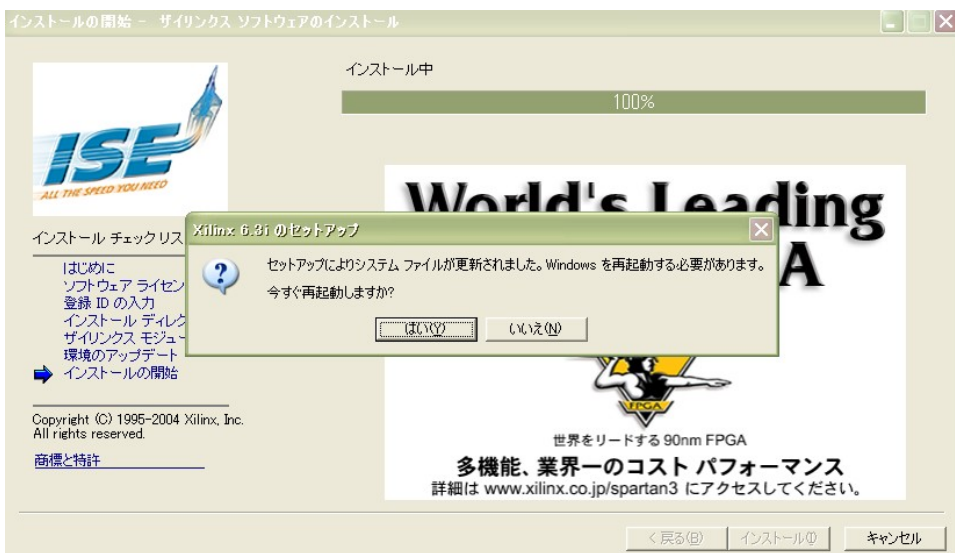 インストールの開始 - ザイリンクス ソフトウェアのインストール
ISE
ALL THE SPEED YOU NEED
インストール チェックリス
はじめに
ソフトウェア ライセン
登録 ID の入力
インストール ディレク
ザイリンクス モジュー
環境のアップデート
インストールの開始
Copyright (C) 1995-2004 Xilinx, Inc.
All rights reserved.
商標と特許
インストール中
100%
World's Leading
A
Xilinx 6.3i のセットアップ
セットアップによりシステム ファイルが更新されました。Windows を再起動する必要があります。
今すぐ再起動しますか?
はい(Y)
いいえ(N)
FPGA
世界をリードする 90nm FPGA
多機能、業界一のコスト パフォーマンス
詳細は www.xilinx.co.jp/spartan3 にアクセスしてください。
< 戻る(B)
インストール(I)
キャンセル